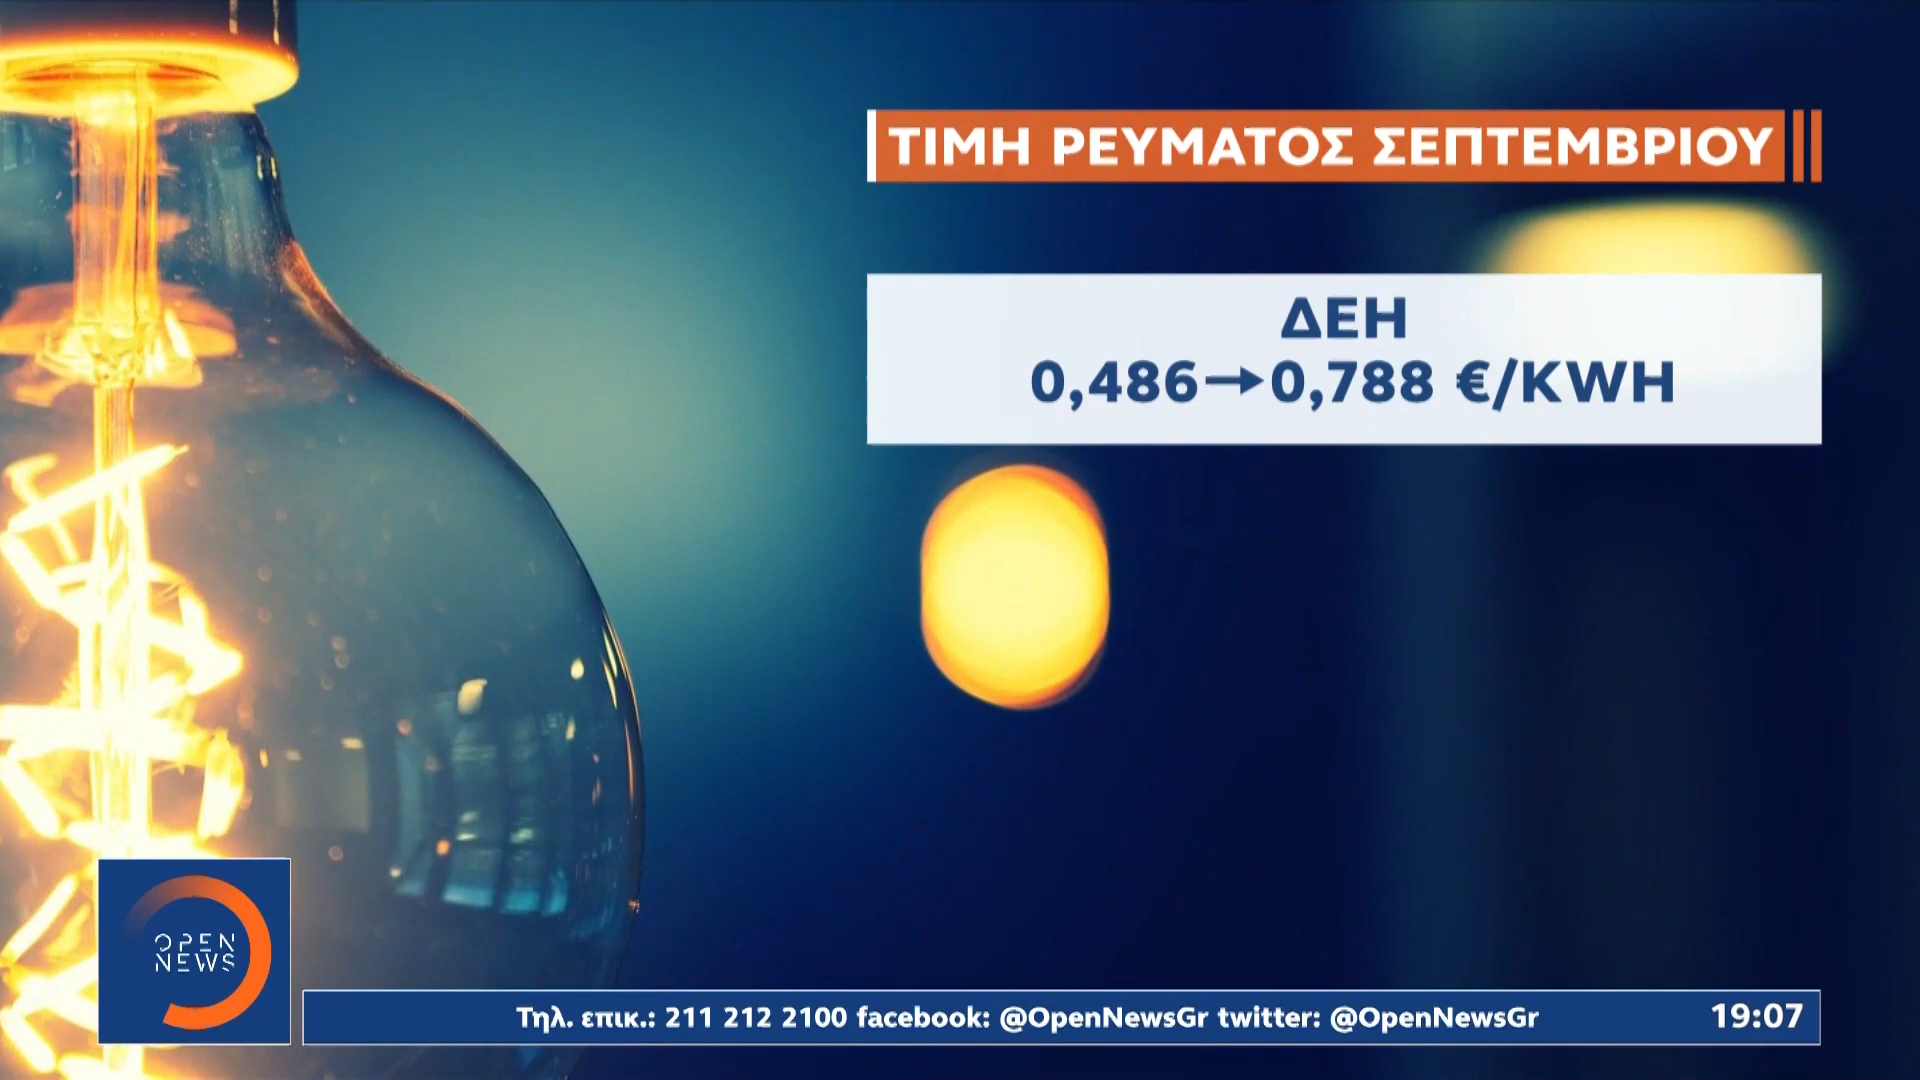 ΤΙΜΗ ΡΕΥΜΑΤΟΣ ΣΕΠΤΕΜΒΡΙΟΥ
ΔΕΗ
0,486→0,788 €/KWH
OPEN
NEWS
Τηλ. επικ.: 211 212 2100 facebook: @OpenNewsGr twitter: @OpenNewsGr
19:07